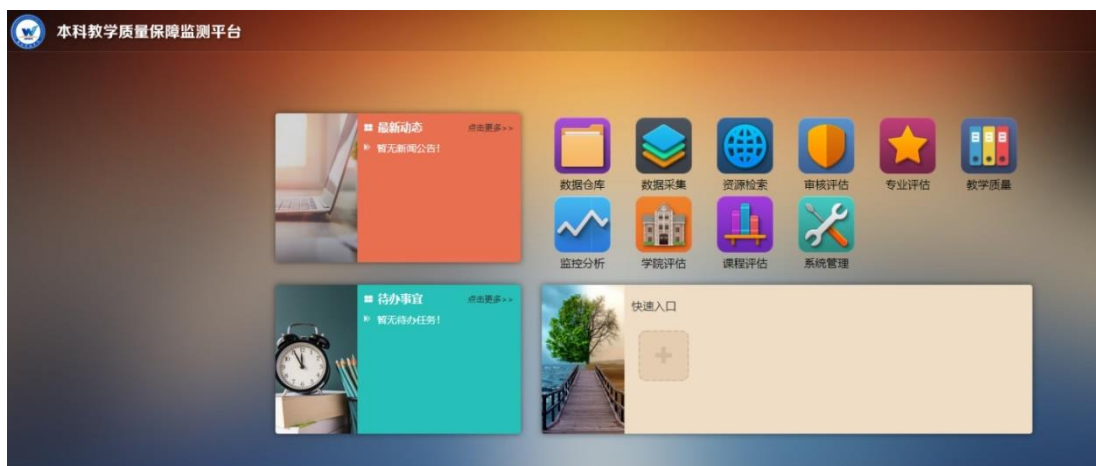 本科教学质量保障监测平台
最新动态 点击更多>>
暂无新闻公告!
数据仓库 数据采集 资源检索 审核评估 专业评估 教学质量
监控分析 学院评估 课程评估 系统管理
待办事宜 点击更多>>
暂无待办任务!
快速入口